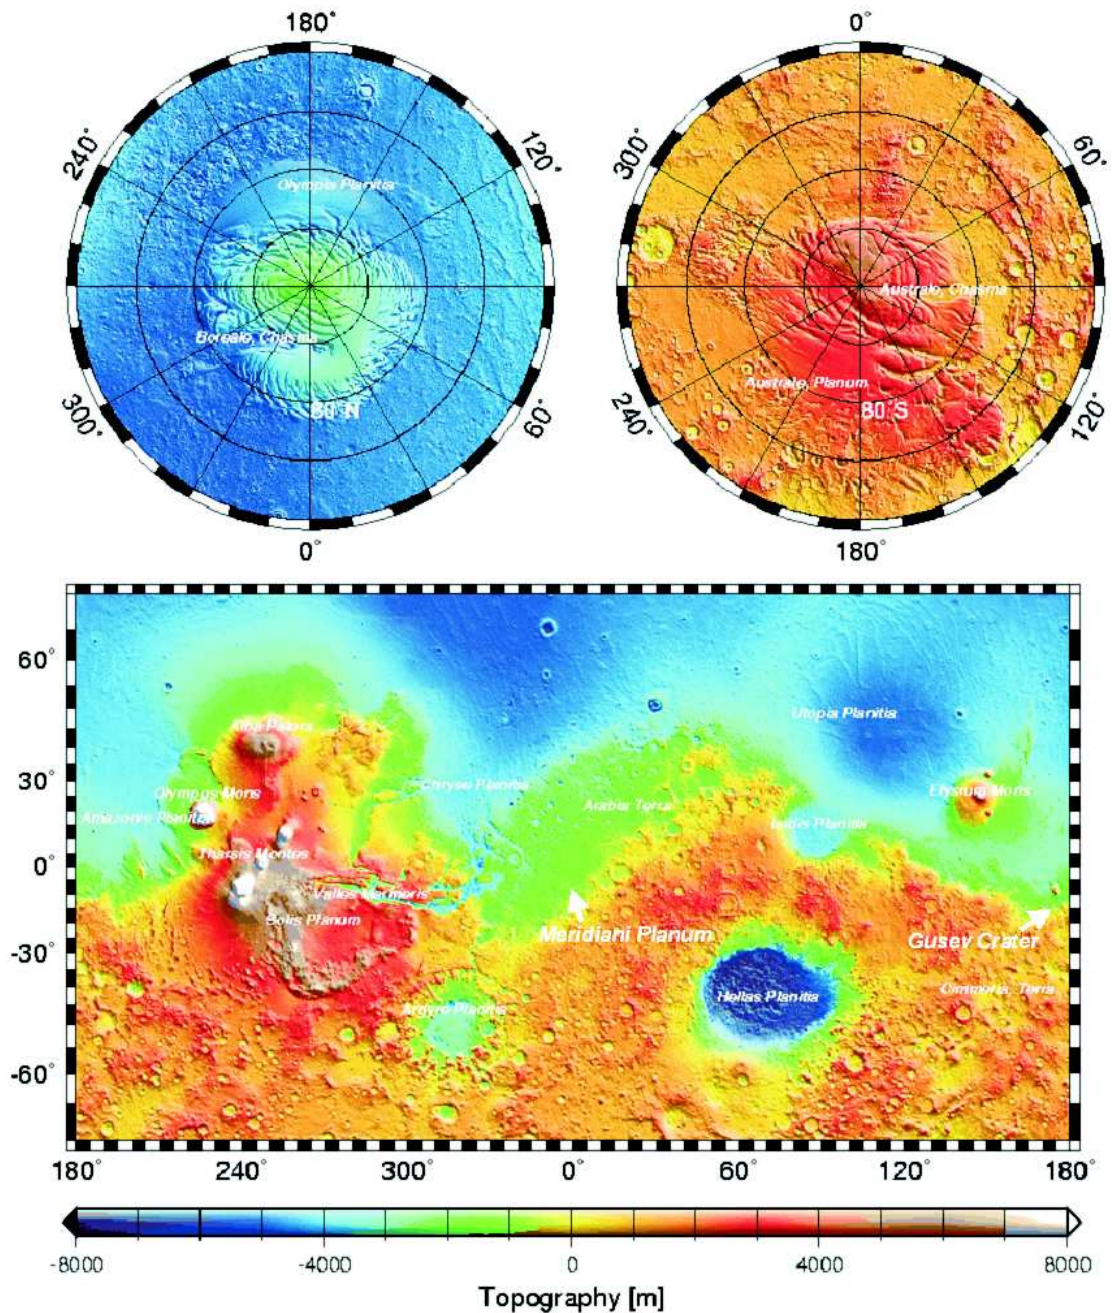 180°
240°
120°
Olympia Planitia
Boreale, Chasma
80 N
300°
60°
0°
0°
300°
60°
Australe, Chasma
Australe, Planum
80 S
240°
120°
180°
60°
30°
0°
-30°
-60°
Utopia Planitia
Olympus Mons
Chryse Planitia
Elysium Mons
Amazonis Planitia
Arabia Terra
Isidis Planitia
Tharsis Montes
Valles Marineris
Solis Planum
Meridiani Planum
Gusev Crater
Argyre Planitia
Hellas Planitia
Cimmeria, Terra
180° 240° 300° 0° 60° 120° 180°
-8000 -4000 0 4000 8000
Topography [m]